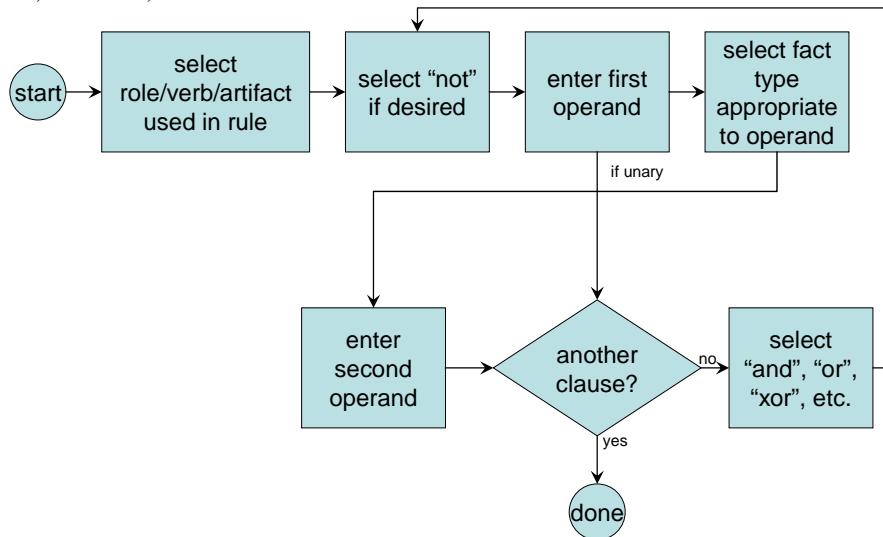 start
select
role/verb/artifact
used in rule
select “not”
if desired
enter first
operand
select fact
type
appropriate
to operand
if unary
enter
second
operand
another
clause?
no
select
“and”, “or”,
“xor”, etc.
yes
done